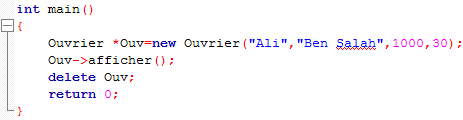 int main()
{
Ouvrier *Ouv=new Ouvrier("Ali","Ben Salah",1000,30);
Ouv->afficher();
delete Ouv;
return 0;
}